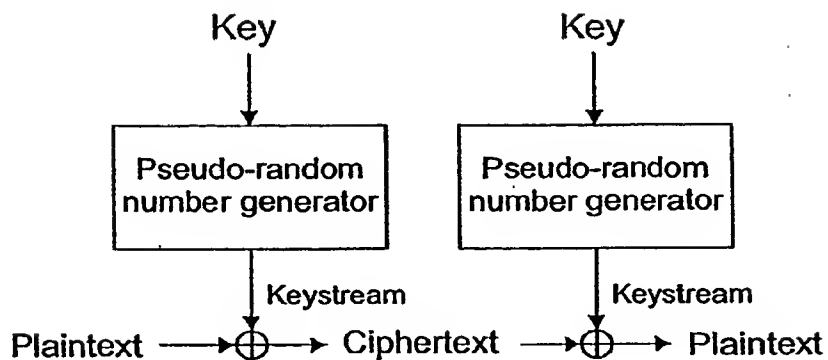 Key Key
Pseudo-random Pseudo-random
number generator number generator
Keystream Keystream
Plaintext Ciphertext Plaintext